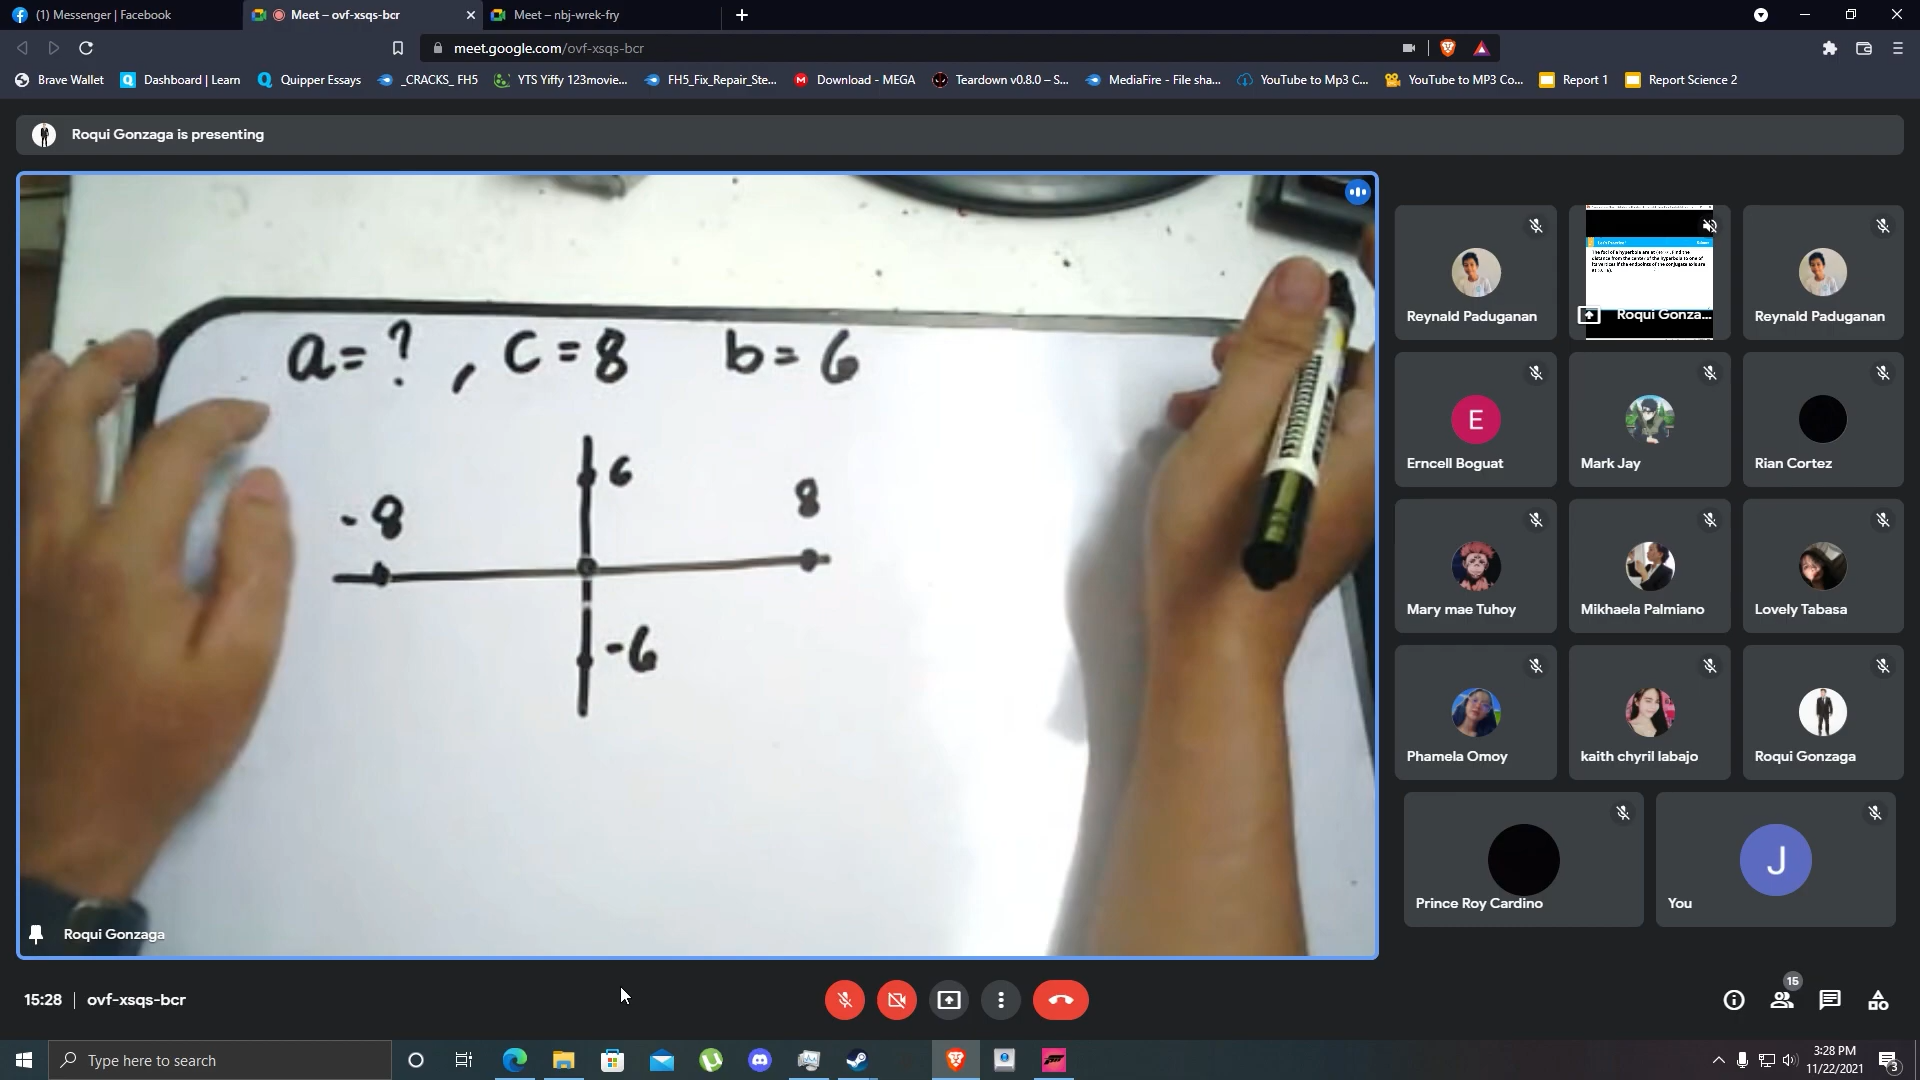 (1) Messenger | Facebook
Meet – ovf-xsqs-bcr
Meet – nbj-wrek-fry
meet.google.com/ovf-xsqs-bcr
Brave Wallet
Dashboard | Learn
Quipper Essays
_CRACKS_ FH5
YTS Yiffy 123movie...
FH5_Fix_Repair_Ste...
Download - MEGA
Teardown v0.8.0 – S...
MediaFire - File sha...
YouTube to Mp3 C...
YouTube to MP3 Co...
Report 1
Report Science 2
Roqui Gonzaga is presenting
a = ? , c = 8 b = 6
6
-8
8
-6
Roqui Gonzaga
Reynald Paduganan
Roqui Gonza...
Reynald Paduganan
E
Erncell Boguat
Mark Jay
Rian Cortez
Mary mae Tuhoy
Mikhaela Palmiano
Lovely Tabasa
Phamela Omoy
kaith chyril labajo
Roqui Gonzaga
Prince Roy Cardino
J
You
15:28 | ovf-xsqs-bcr
15
Type here to search
3:28 PM
11/22/2021
3